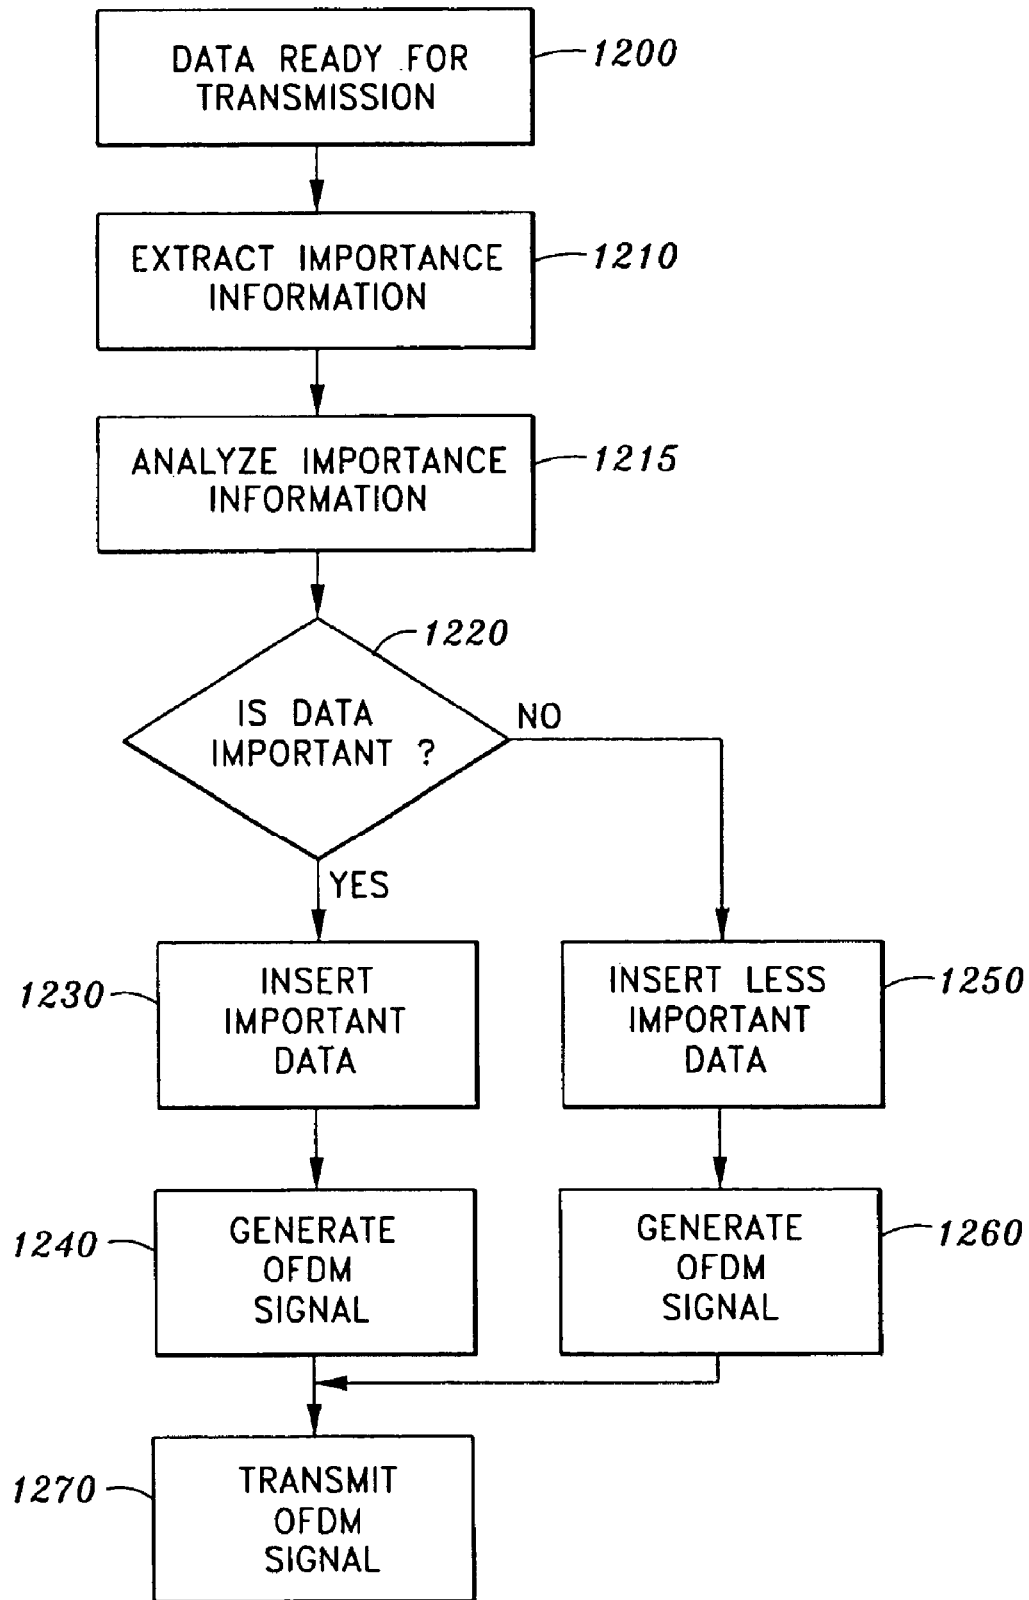 DATA READY FOR
TRANSMISSION
1200
EXTRACT IMPORTANCE
INFORMATION
1210
ANALYZE IMPORTANCE
INFORMATION
1215
1220
IS DATA
IMPORTANT ?
NO
YES
1230
INSERT
IMPORTANT
DATA
INSERT LESS
IMPORTANT
DATA
1250
1240
GENERATE
OFDM
SIGNAL
GENERATE
OFDM
SIGNAL
1260
1270
TRANSMIT
OFDM
SIGNAL